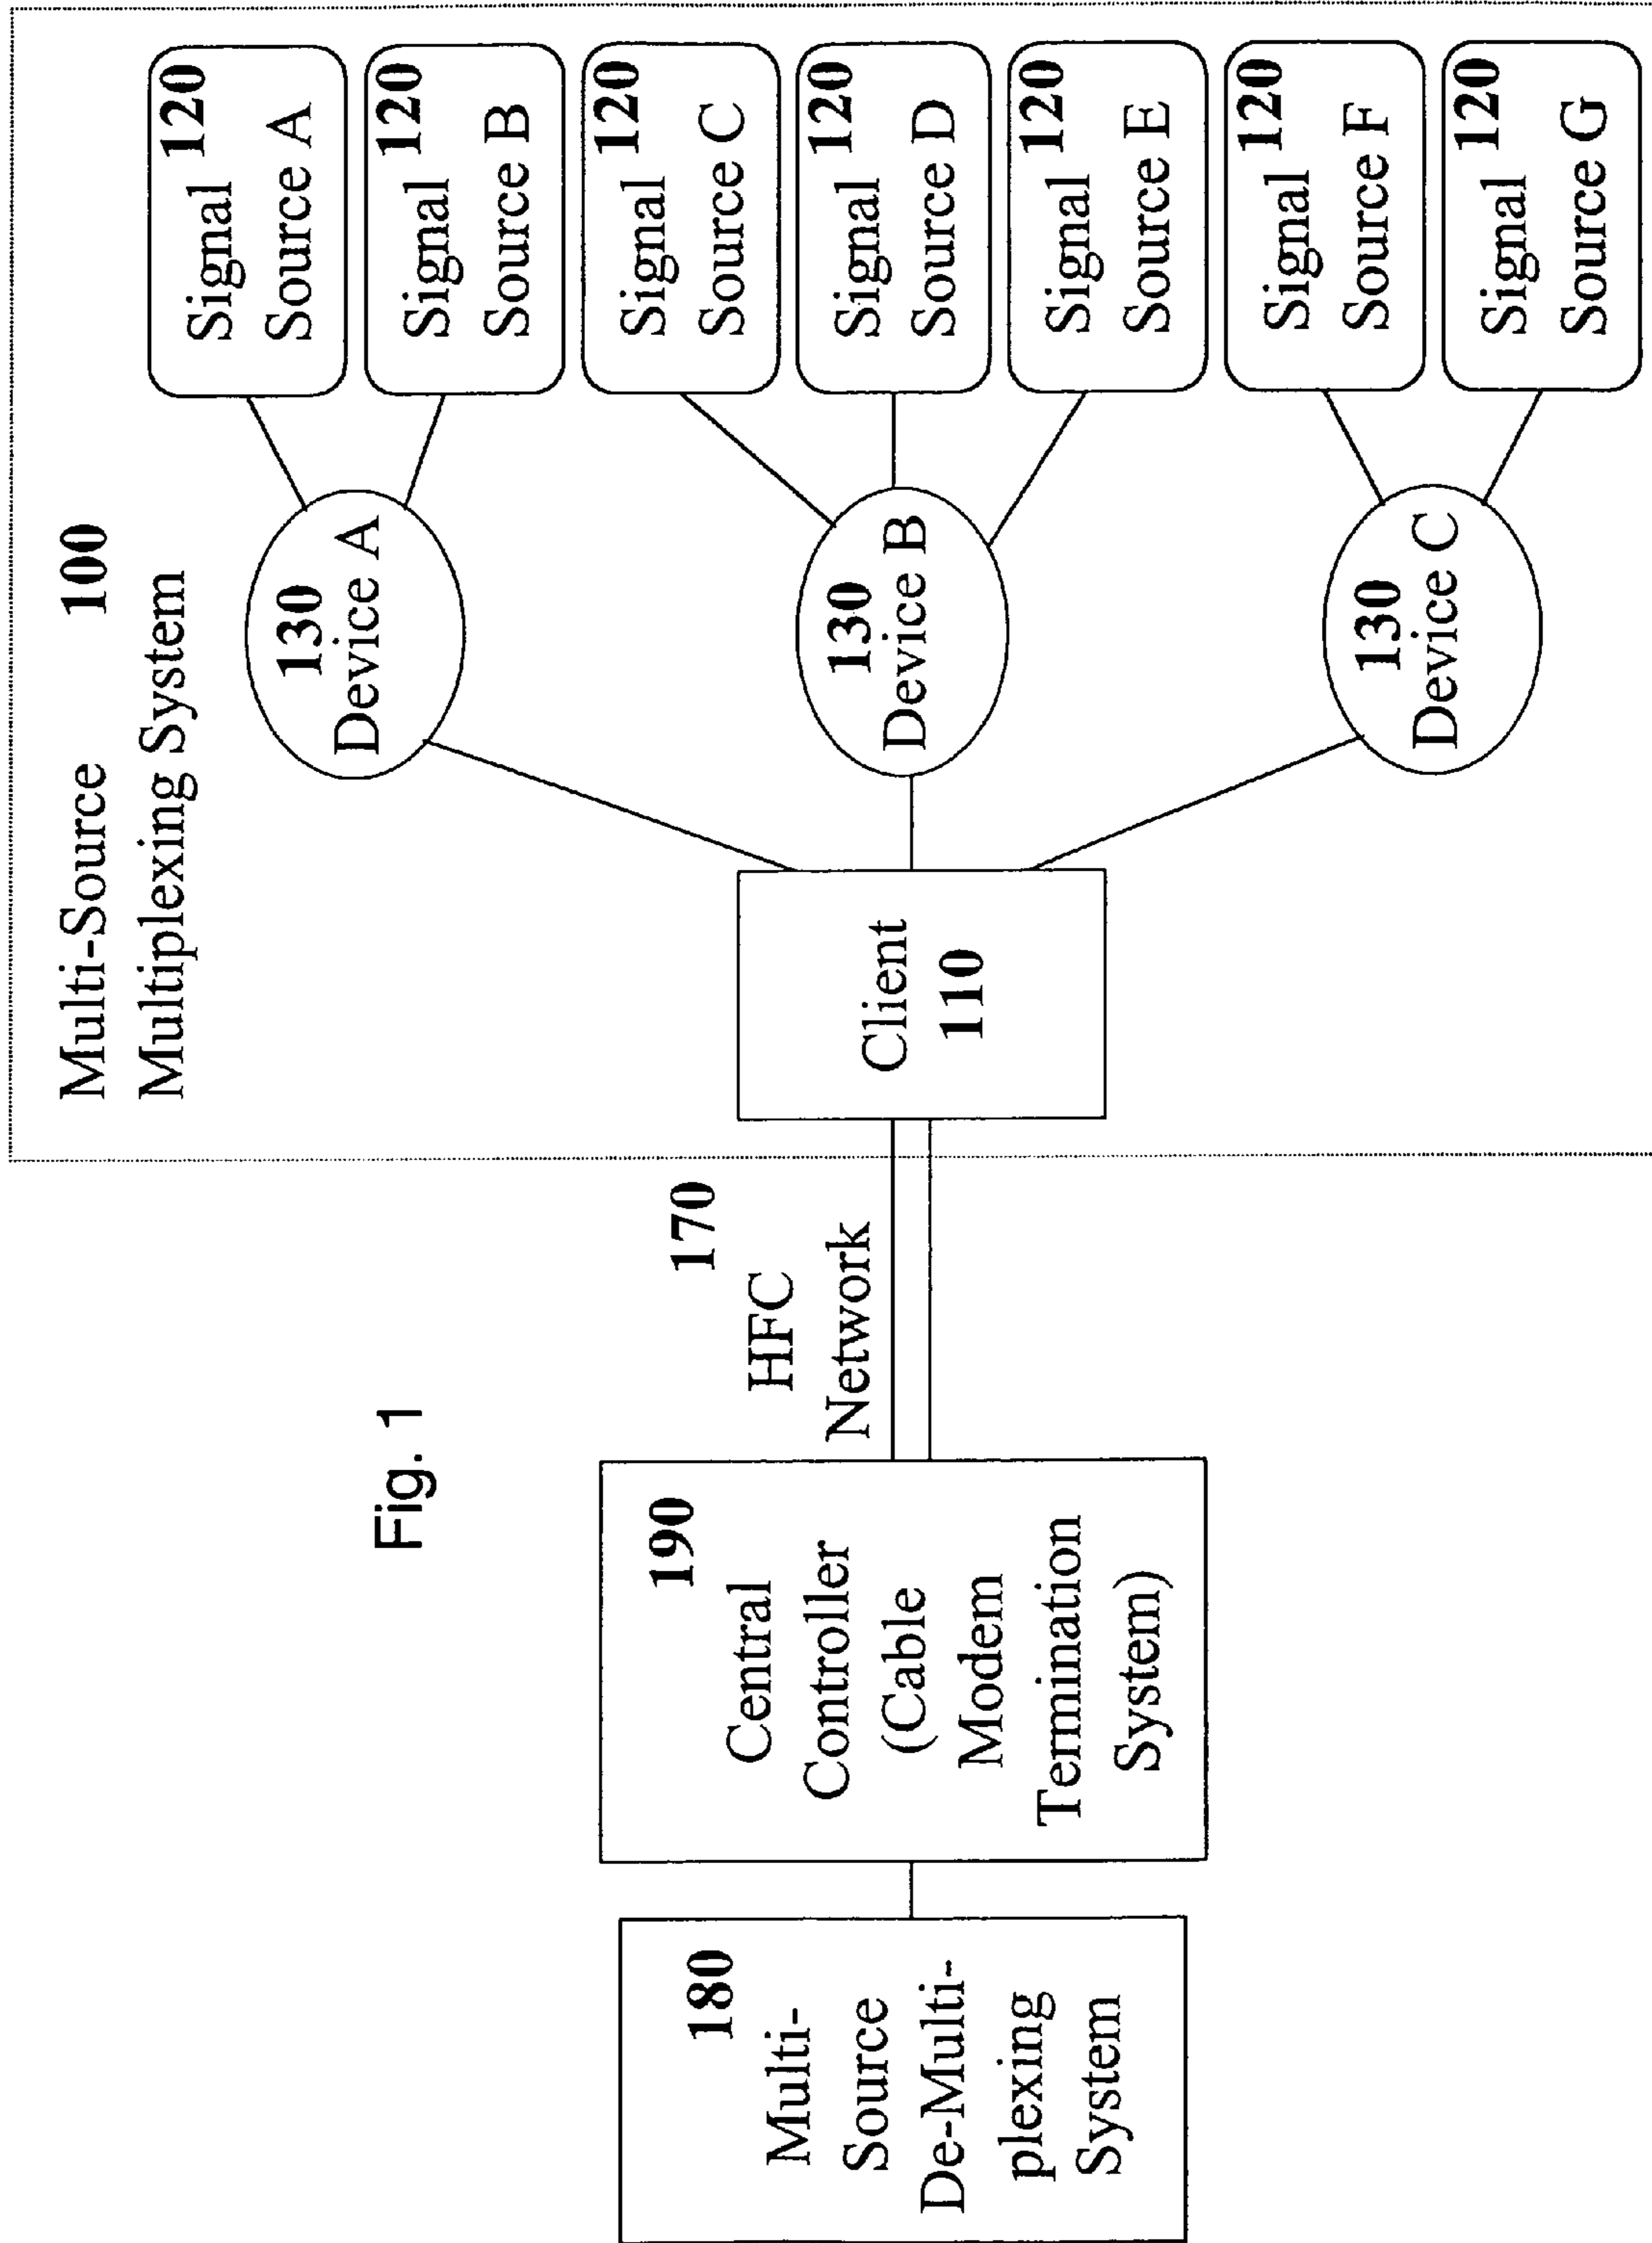 Fig. 1
180
Multi-
Source
De-Multi-
plexing
System
190
Central
Controller
(Cable
Modem
Termination
System)
170
HFC
Network
Multi-Source 100
Multiplexing System
Client
110
130
Device A
130
Device B
130
Device C
Signal 120
Source A
Signal 120
Source B
Signal 120
Source C
Signal 120
Source D
Signal 120
Source E
Signal 120
Source F
Signal 120
Source G